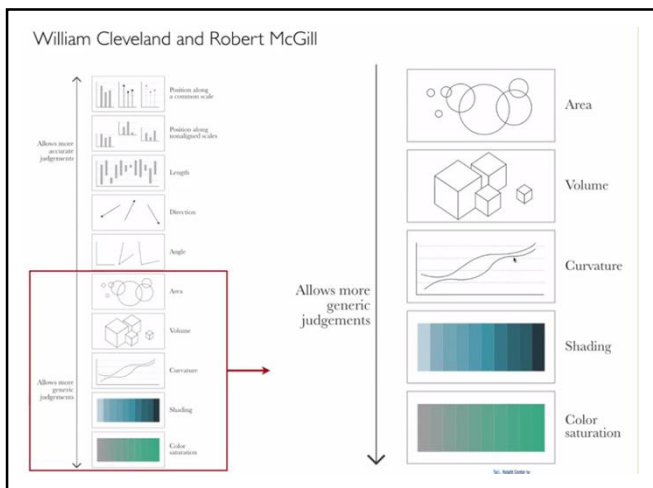 William Cleveland and Robert McGill
Allows more
accurate
judgements
Position along
a common scale
Position along
nonaligned scales
Length
Direction
Angle
Area
Volume
Curvature
Shading
Color
saturation
Allows more
generic
judgements
Allows more
generic
judgements
Area
Volume
Curvature
Shading
Color
saturation